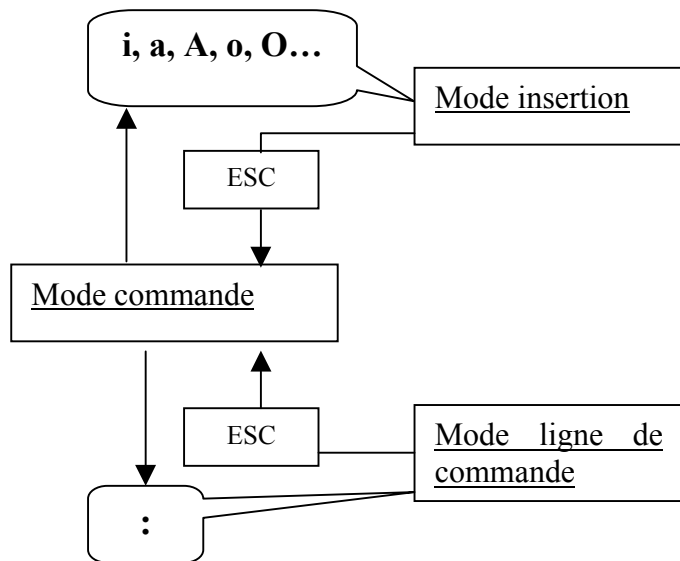 i, a, A, o, O…
Mode insertion
ESC
Mode commande
ESC
Mode ligne de
commande
: